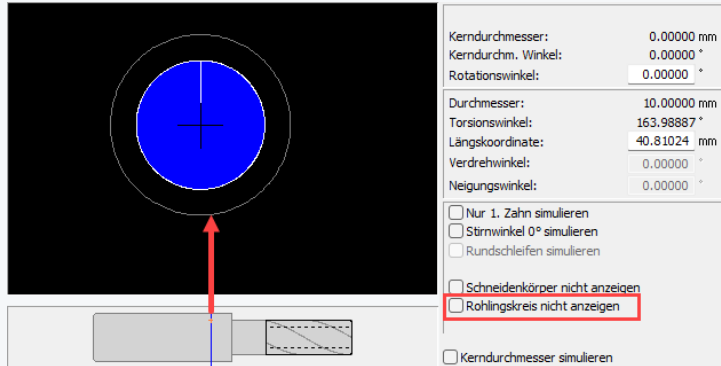 Kerndurchmesser: 0.00000 mm
Kerndurchm. Winkel: 0.00000 °
Rotationswinkel: 0.00000 °
Durchmesser: 10.00000 mm
Torsionswinkel: 163.98887 °
Längskoordinate: 40.81024 mm
Verdrehwinkel: 0.00000 °
Neigungswinkel: 0.00000 °
Nur 1. Zahn simulieren
Stirnwinkel 0° simulieren
Rundschleifen simulieren
Schneidenkörper nicht anzeigen
Rohlingskreis nicht anzeigen
Kerndurchmesser simulieren